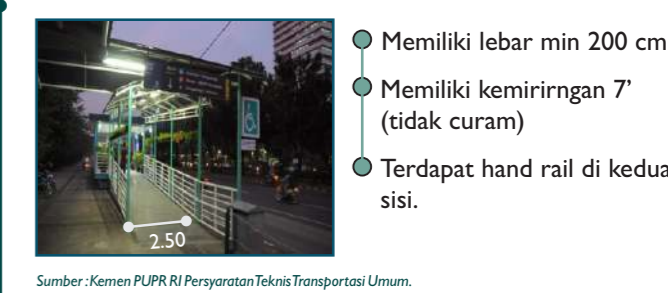 Memiliki lebar min 200 cm
Memiliki kemirirngan 7’
(tidak curam)
Terdapat hand rail di kedua
sisi.
2.50
Sumber : Kemen PUPR RI Persyaratan Teknis Transportasi Umum.